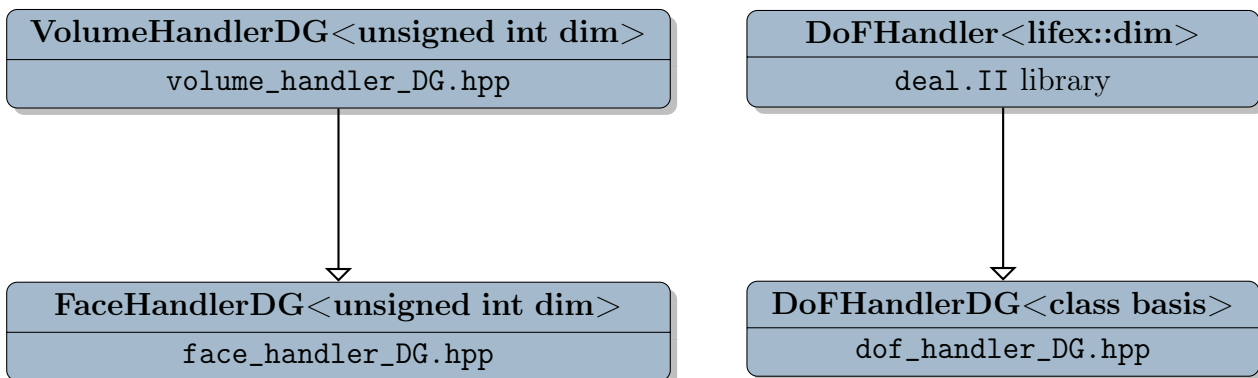 VolumeHandlerDG<unsigned int dim>
volume_handler_DG.hpp
DoFHandler<lifex::dim>
deal.II library
FaceHandlerDG<unsigned int dim>
face_handler_DG.hpp
DoFHandlerDG<class basis>
dof_handler_DG.hpp